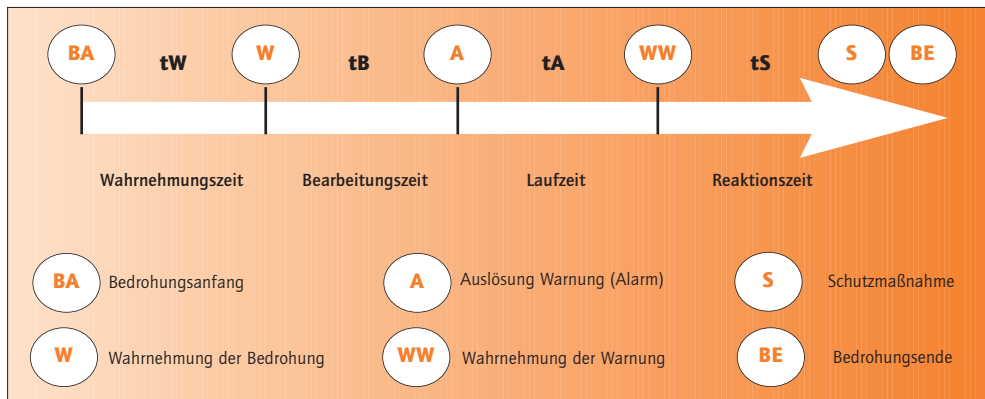 BA tW W tB A tA WW tS S BE
Wahrnehmungszeit Bearbeitungszeit Laufzeit Reaktionszeit
BA Bedrohungsanfang A Auslösung Warnung (Alarm) S Schutzmaßnahme
W Wahrnehmung der Bedrohung WW Wahrnehmung der Warnung BE Bedrohungsende